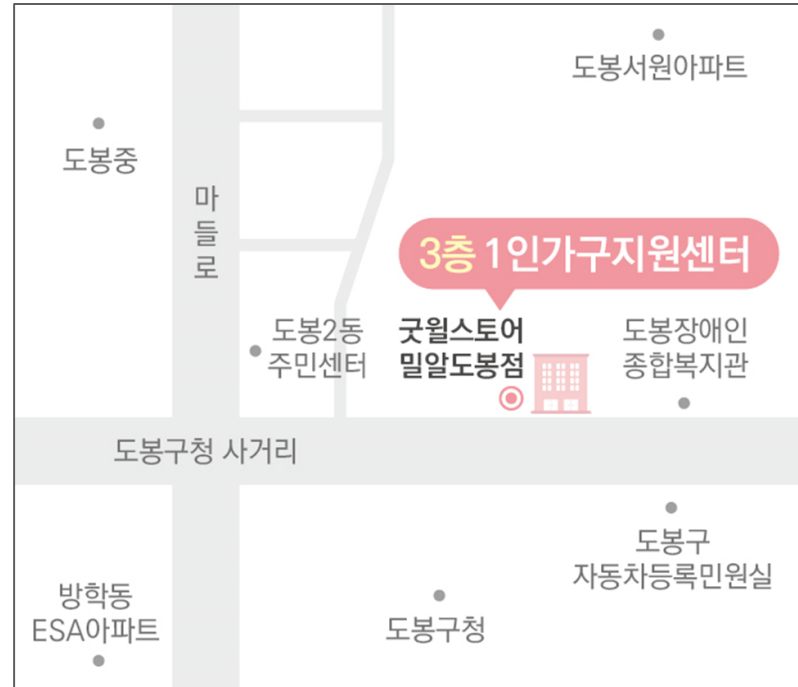 도봉서원아파트
도봉중
마들로
3층 1인가구지원센터
도봉2동
주민센터
굿윌스토어
밀알도봉점
도봉장애인
종합복지관
도봉구청 사거리
도봉구
자동차등록민원실
방학동
ESA아파트
도봉구청